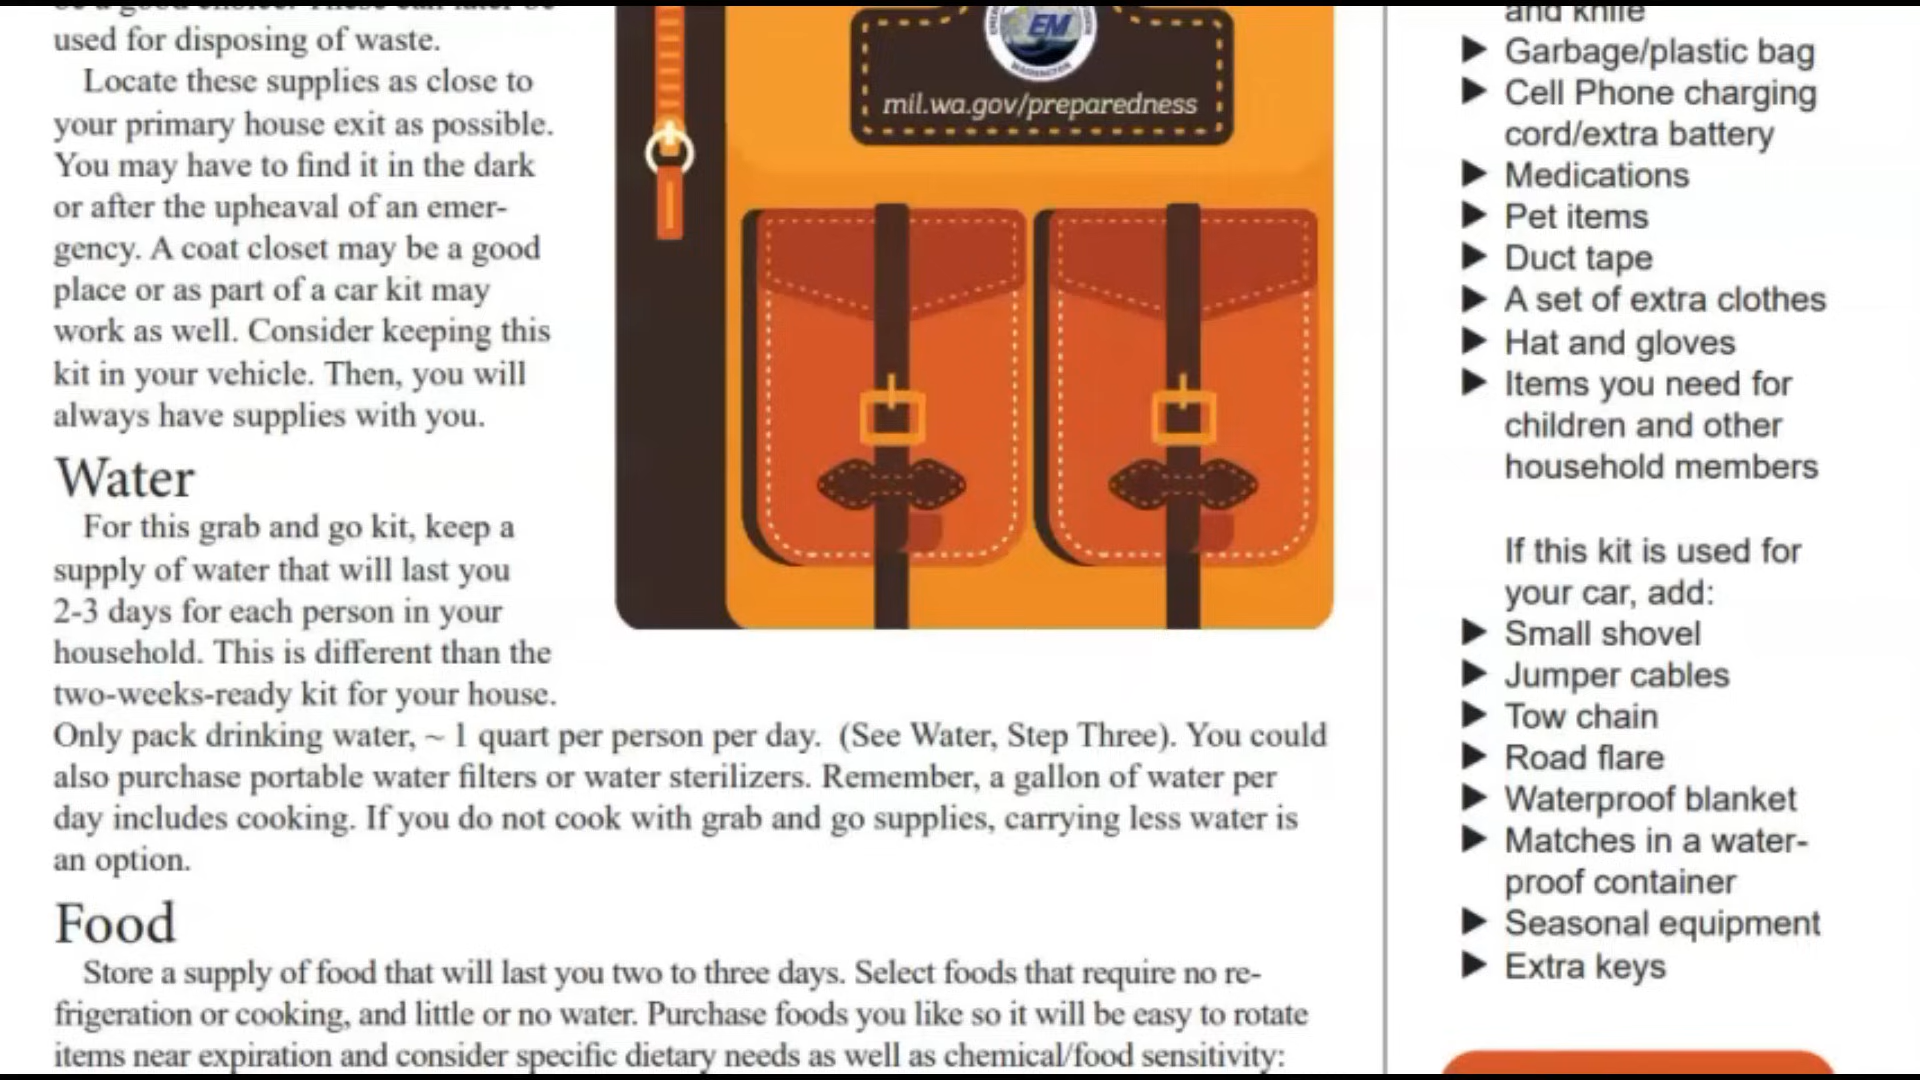 be a good choice. These can later be
used for disposing of waste.
Locate these supplies as close to
your primary house exit as possible.
You may have to find it in the dark
or after the upheaval of an emer-
gency. A coat closet may be a good
place or as part of a car kit may
work as well. Consider keeping this
kit in your vehicle. Then, you will
always have supplies with you.
Water
For this grab and go kit, keep a
supply of water that will last you
2-3 days for each person in your
household. This is different than the
two-weeks-ready kit for your house.
Only pack drinking water, ~ 1 quart per person per day. (See Water, Step Three). You could
also purchase portable water filters or water sterilizers. Remember, a gallon of water per
day includes cooking. If you do not cook with grab and go supplies, carrying less water is
an option.
Food
Store a supply of food that will last you two to three days. Select foods that require no re-
frigeration or cooking, and little or no water. Purchase foods you like so it will be easy to rotate
items near expiration and consider specific dietary needs as well as chemical/food sensitivity:
EM
WASHINGTON
mil.wa.gov/preparedness
and knife
▶ Garbage/plastic bag
▶ Cell Phone charging
cord/extra battery
▶ Medications
▶ Pet items
▶ Duct tape
▶ A set of extra clothes
▶ Hat and gloves
▶ Items you need for
children and other
household members
If this kit is used for
your car, add:
▶ Small shovel
▶ Jumper cables
▶ Tow chain
▶ Road flare
▶ Waterproof blanket
▶ Matches in a water-
proof container
▶ Seasonal equipment
▶ Extra keys